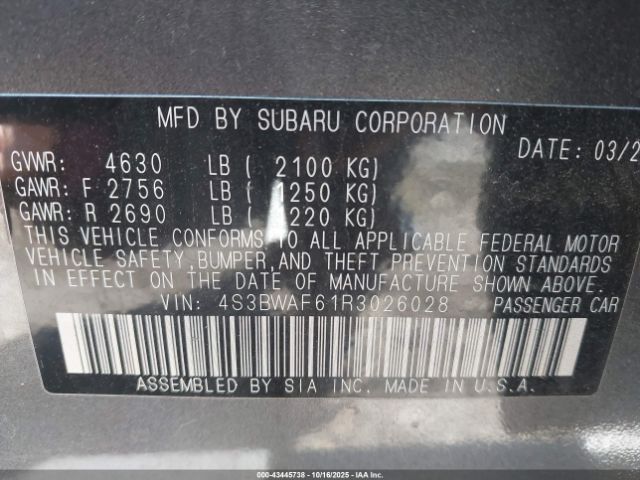 MFD BY SUBARU CORPORATION
DATE: 03/2
GVWR: 4630 LB ( 2100 KG)
GAWR: F 2756 LB ( 1250 KG)
GAWR: R 2690 LB ( 1220 KG)
THIS VEHICLE CONFORMS TO ALL APPLICABLE FEDERAL MOTOR
VEHICLE SAFETY, BUMPER, AND THEFT PREVENTION STANDARDS
IN EFFECT ON THE DATE OF MANUFACTURE SHOWN ABOVE.
VIN: 4S3BWAF61R3026028 PASSENGER CAR
ASSEMBLED BY SIA INC. MADE IN U.S.A.
000-43445738 - 10/16/2025 - IAAI.COM